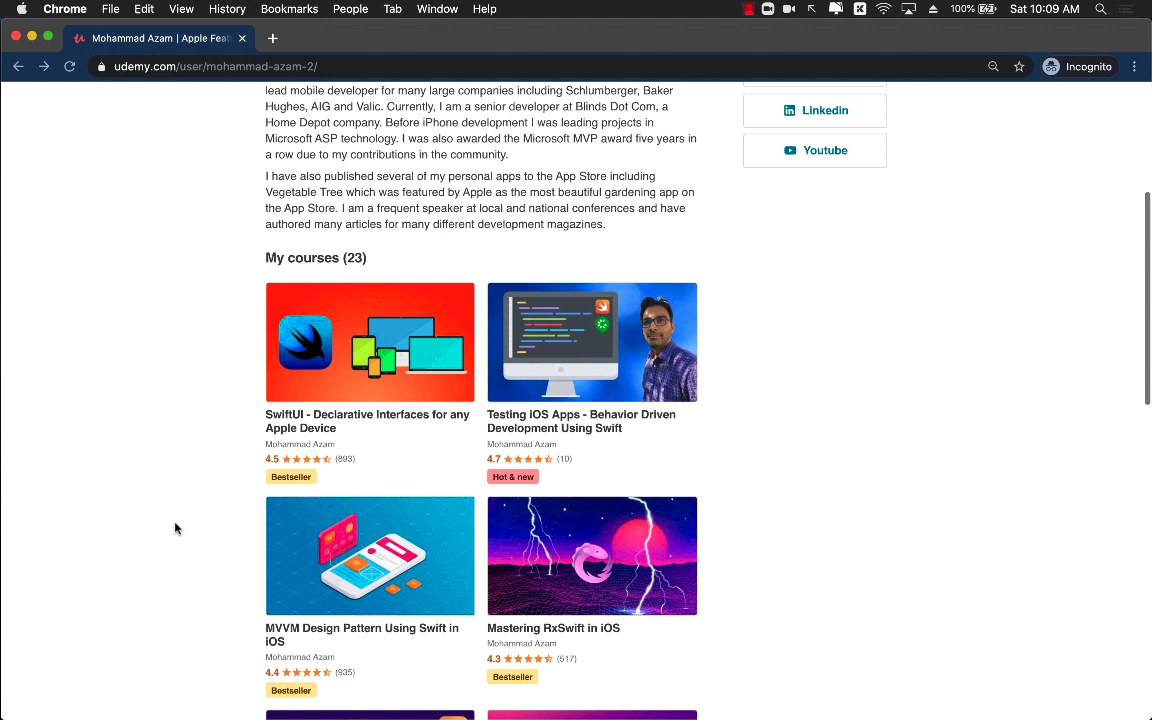 Chrome File Edit View History Bookmarks People Tab Window Help
100% Sat 10:09 AM
Mohammad Azam | Apple Feat
udemy.com/user/mohammad-azam-2/
Incognito
lead mobile developer for many large companies including Schlumberger, Baker
Hughes, AIG and Valic. Currently, I am a senior developer at Blinds Dot Com, a
Home Depot company. Before iPhone development I was leading projects in
Microsoft ASP technology. I was also awarded the Microsoft MVP award five years in
a row due to my contributions in the community.
I have also published several of my personal apps to the App Store including
Vegetable Tree which was featured by Apple as the most beautiful gardening app on
the App Store. I am a frequent speaker at local and national conferences and have
authored many articles for many different development magazines.
Linkedin
Youtube
My courses (23)
SwiftUI - Declarative Interfaces for any
Apple Device
Mohammad Azam
4.5 (893)
Bestseller
Testing iOS Apps - Behavior Driven
Development Using Swift
Mohammad Azam
4.7 (10)
Hot & new
MVVM Design Pattern Using Swift in
iOS
Mohammad Azam
4.4 (935)
Bestseller
Mastering RxSwift in iOS
Mohammad Azam
4.3 (517)
Bestseller